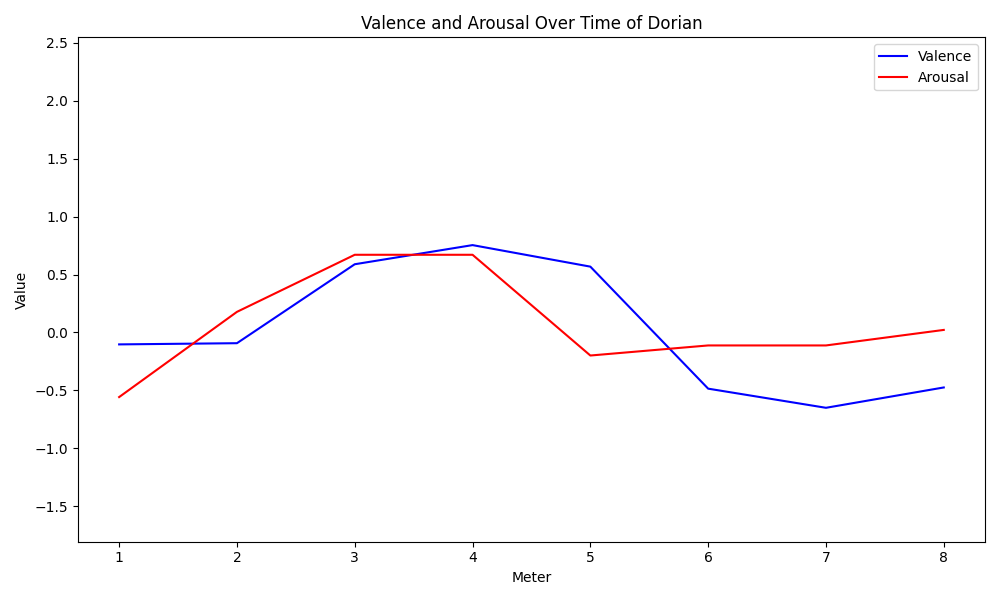 Valence and Arousal Over Time of Dorian
Valence
Arousal
Value
2.5
2.0
1.5
1.0
0.5
0.0
−0.5
−1.0
−1.5
1 2 3 4 5 6 7 8
Meter